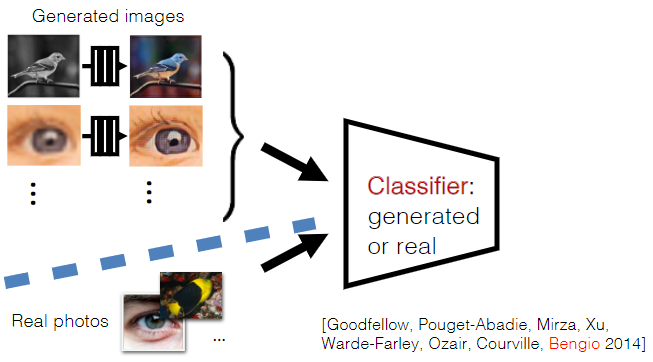 Generated images
Classifier:
generated
or real
Real photos
...
[Goodfellow, Pouget-Abadie, Mirza, Xu,
Warde-Farley, Ozair, Courville, Bengio 2014]